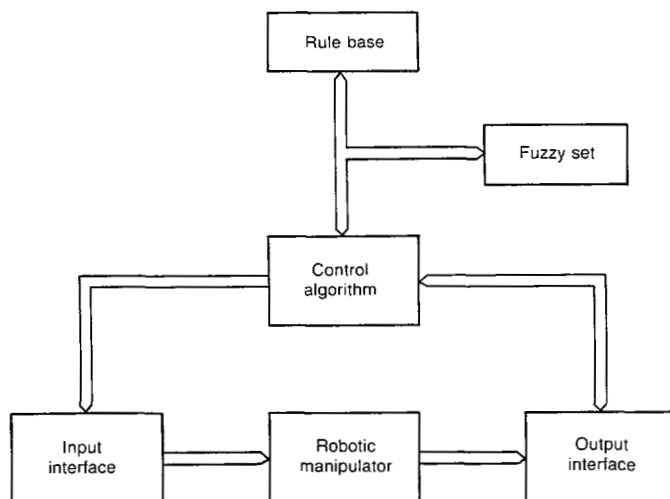 Rule base
Fuzzy set
Control
algorithm
Input
interface
Robotic
manipulator
Output
interface